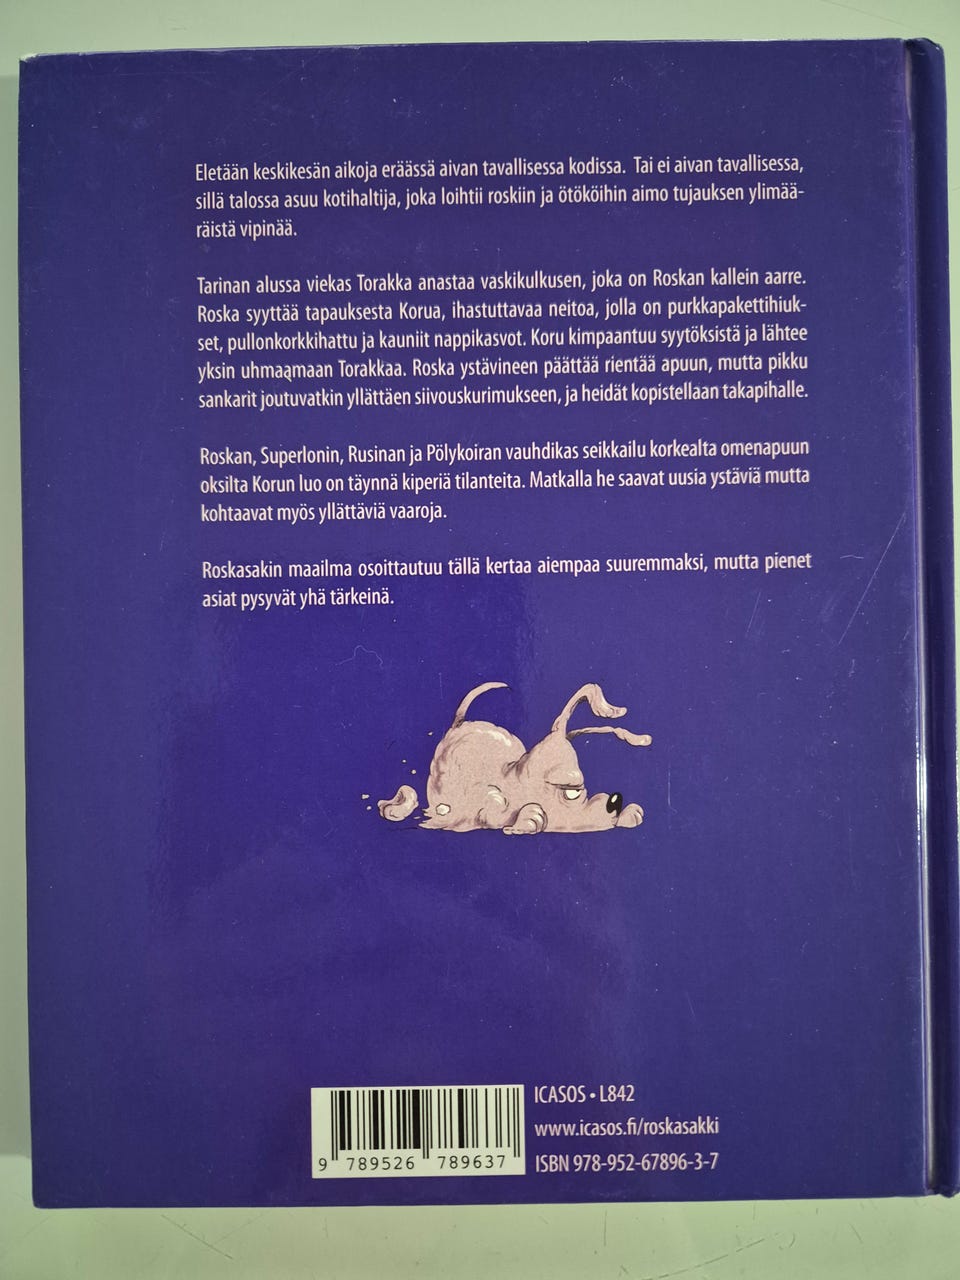 Eletään keskikesän aikoja eräässä aivan tavallisessa kodissa. Tai ei aivan tavallisessa,
sillä talossa asuu kotihaltija, joka loihtii roskiin ja ötököihin aimo tujauksen ylimää-
räistä vipinää.
Tarinan alussa viekas Torakka anastaa vaskikulkusen, joka on Roskan kallein aarre.
Roska syyttää tapauksesta Korua, ihastuttavaa neitoa, jolla on purkkapakettihiuk-
set, pullonkorkkihattu ja kauniit nappikasvot. Koru kimpaantuu syytöksistä ja lähtee
yksin uhmaamaan Torakkaa. Roska ystävineen päättää rientää apuun, mutta pikku
sankarit joutuvatkin yllättäen siivouskurimukseen, ja heidät kopistellaan takapihalle.
Roskan, Superlonin, Rusinan ja Pölykoiran vauhdikas seikkailu korkealta omenapuun
oksilta Korun luo on täynnä kiperiä tilanteita. Matkalla he saavat uusia ystäviä mutta
kohtaavat myös yllättäviä vaaroja.
Roskasakin maailma osoittautuu tällä kertaa aiempaa suuremmaksi, mutta pienet
asiat pysyvät yhä tärkeinä.
ICASOS • L842
www.icasos.fi/roskasakki
ISBN 978-952-67896-3-7
9 789526 789637